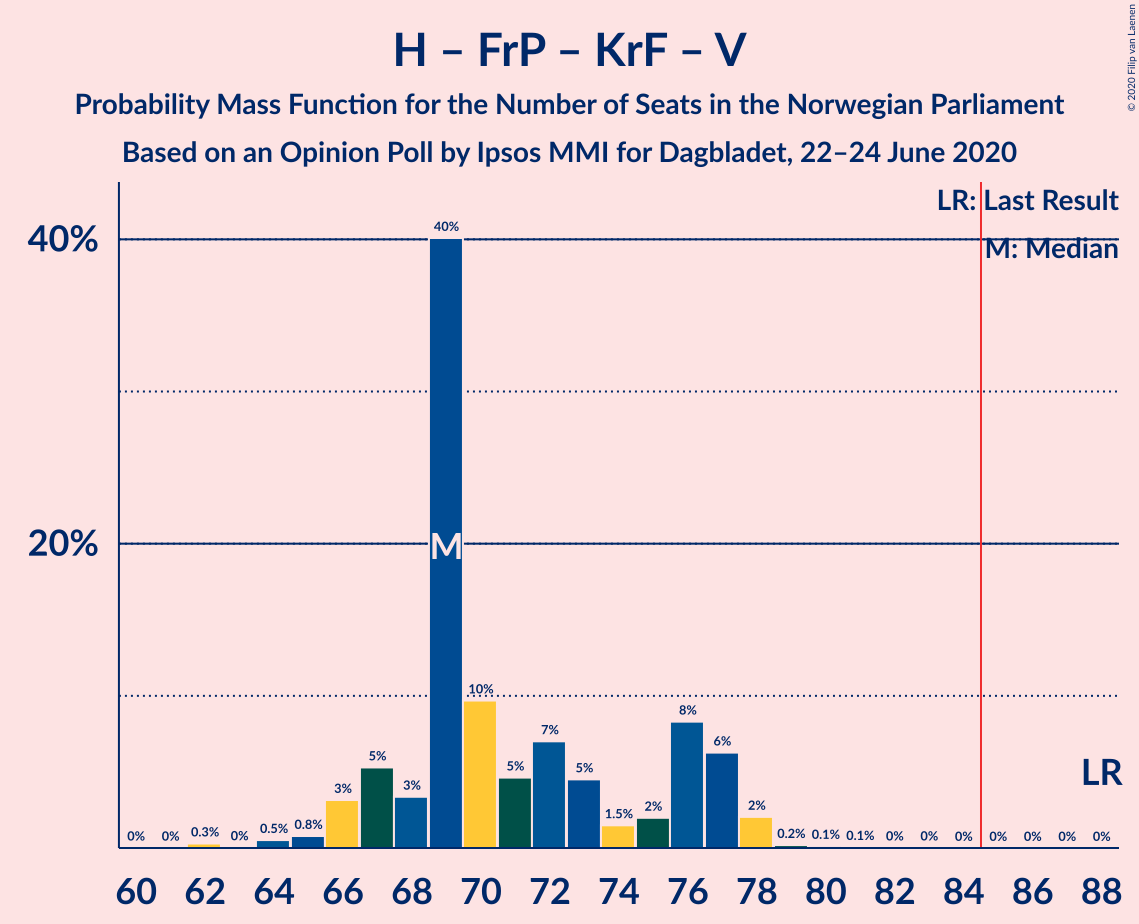 H – FrP – KrF – V
Probability Mass Function for the Number of Seats in the Norwegian Parliament
Based on an Opinion Poll by Ipsos MMI for Dagbladet, 22–24 June 2020
© 2020 Filip van Laenen
LR: Last Result
M: Median
40%
20%
0% 0% 0.3% 0% 0.5% 0.8% 3% 5% 3% 40% 10% 5% 7% 5% 1.5% 2% 8% 6% 2% 0.2% 0.1% 0.1% 0% 0% 0% 0% 0% 0% 0%
M
LR
60 62 64 66 68 70 72 74 76 78 80 82 84 86 88